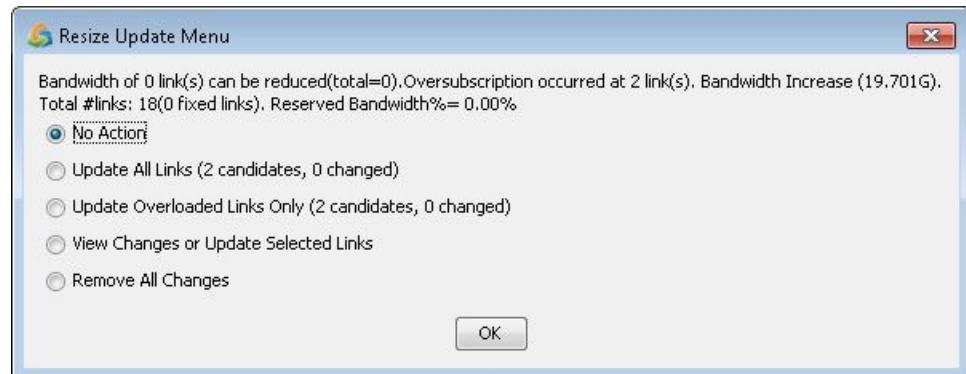 Resize Update Menu
Bandwidth of 0 link(s) can be reduced(total=0).Oversubscription occurred at 2 link(s). Bandwidth Increase (19.701G).
Total #links: 18(0 fixed links). Reserved Bandwidth%= 0.00%
No Action
Update All Links (2 candidates, 0 changed)
Update Overloaded Links Only (2 candidates, 0 changed)
View Changes or Update Selected Links
Remove All Changes
OK